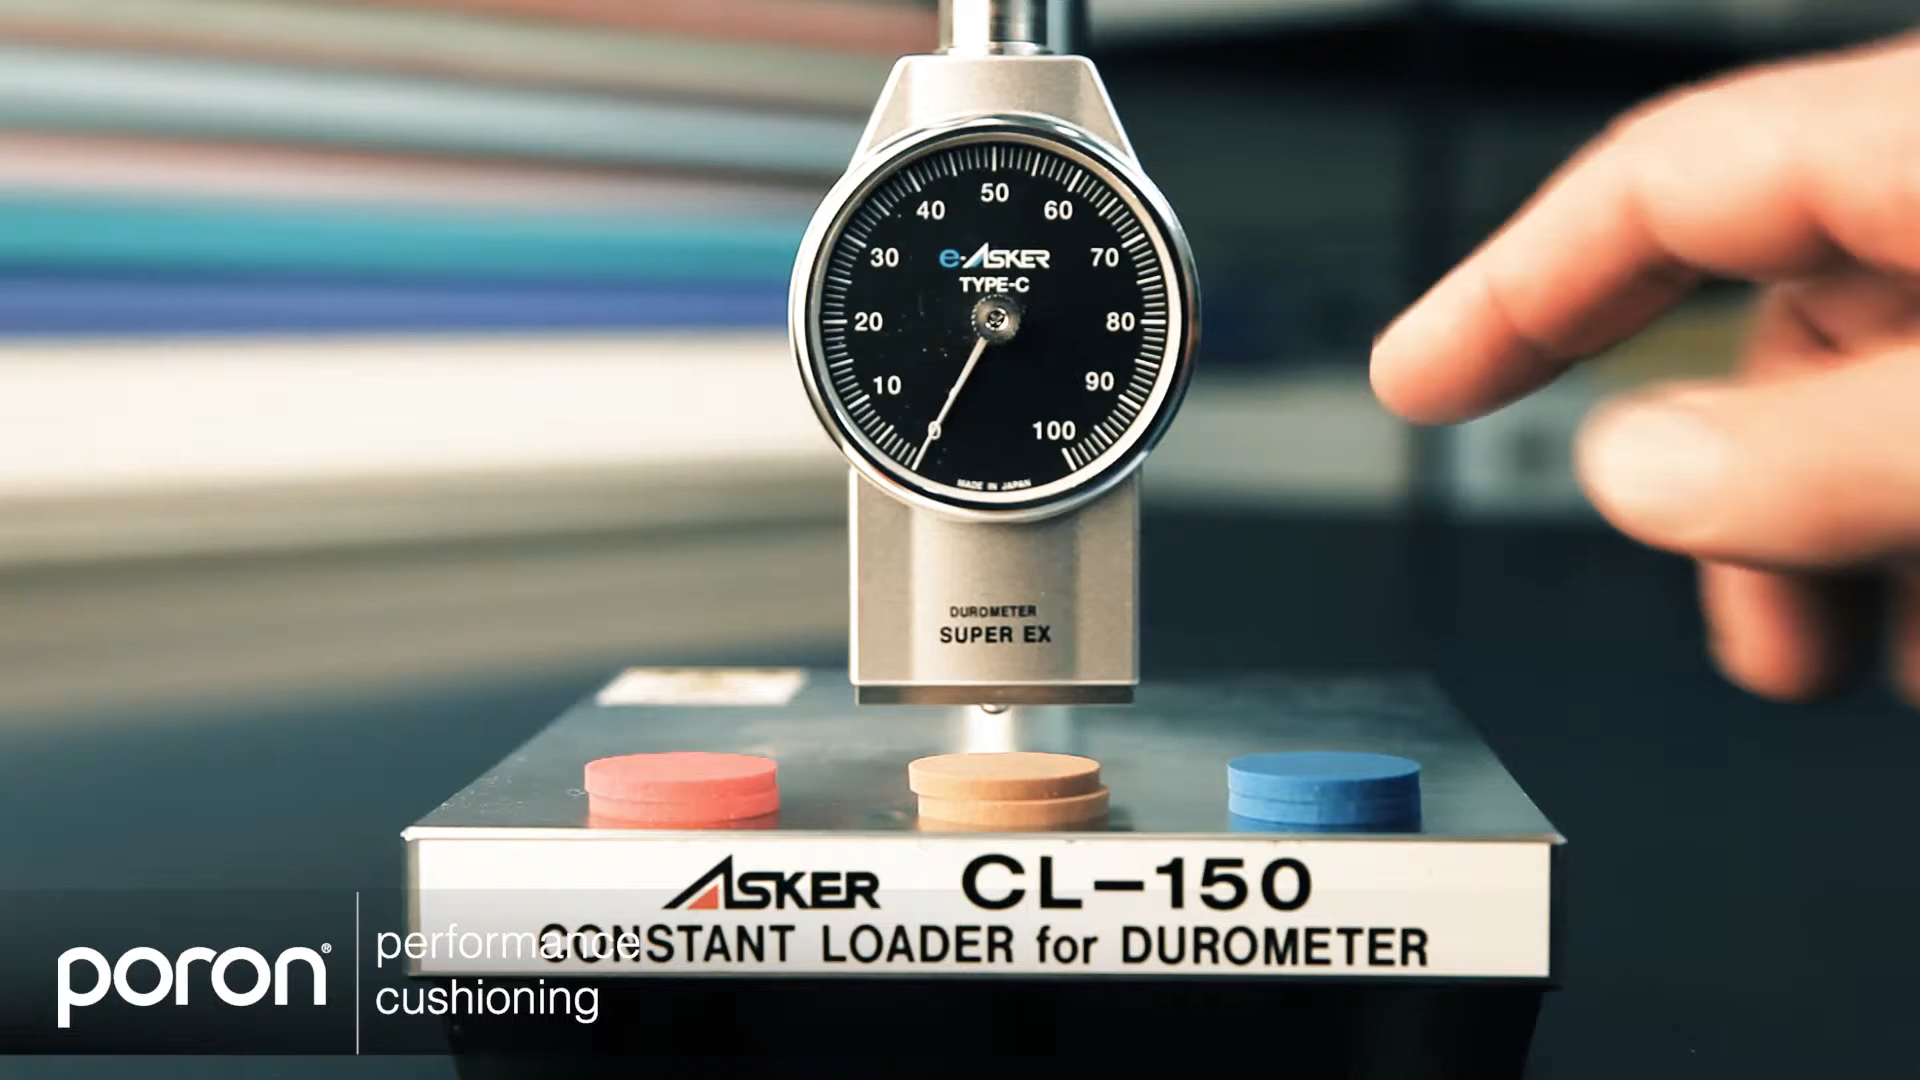 50
40
60
30
e-ASKER
70
TYPE-C
20
80
10
90
0
100
MADE IN JAPAN
DUROMETER
SUPER EX
ASKER CL-150
CONSTANT LOADER for DUROMETER
poron®
performance
cushioning